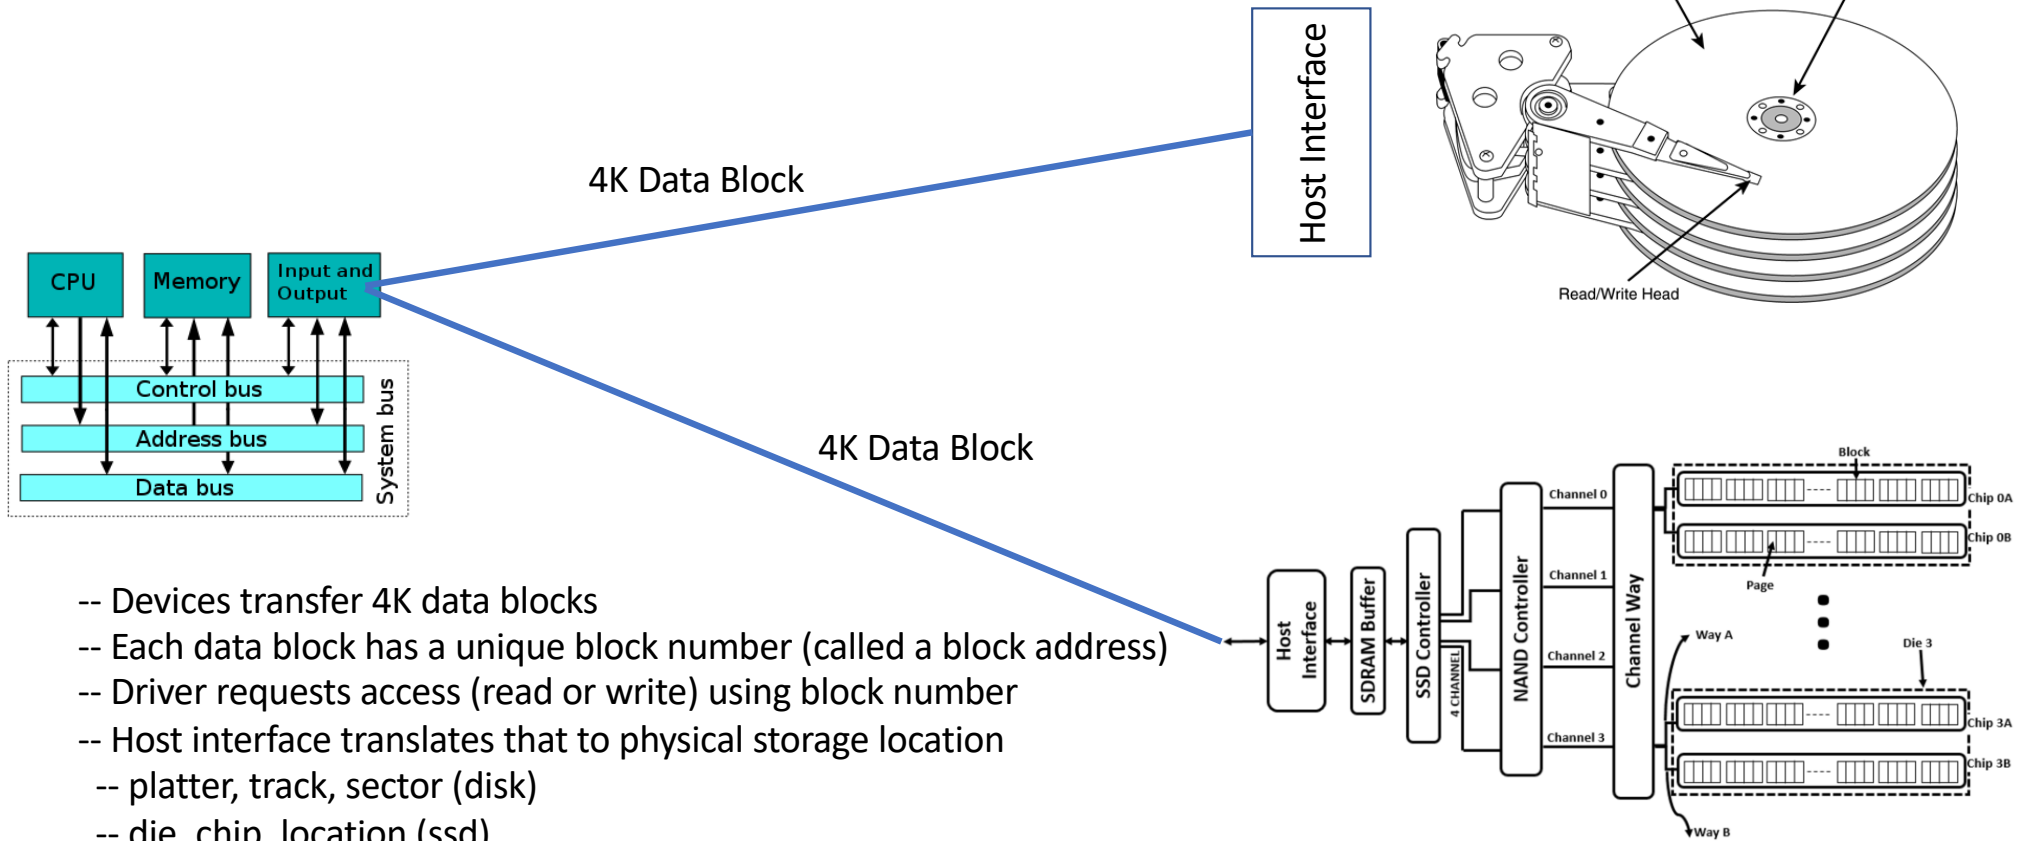 Host Interface
4K Data Block
Read/Write Head
CPU
Memory
Input and
Output
Control bus
Address bus
Data bus
System bus
4K Data Block
-- Devices transfer 4K data blocks
-- Each data block has a unique block number (called a block address)
-- Driver requests access (read or write) using block number
-- Host interface translates that to physical storage location
-- platter, track, sector (disk)
-- die, chip, location (ssd)
Host
Interface
SDRAM Buffer
SSD Controller
4 CHANNEL
NAND Controller
Channel 0
Channel 1
Channel 2
Channel 3
Channel Way
Block
Chip 0A
Chip 0B
Page
Way A
Die 3
Chip 3A
Chip 3B
Way B